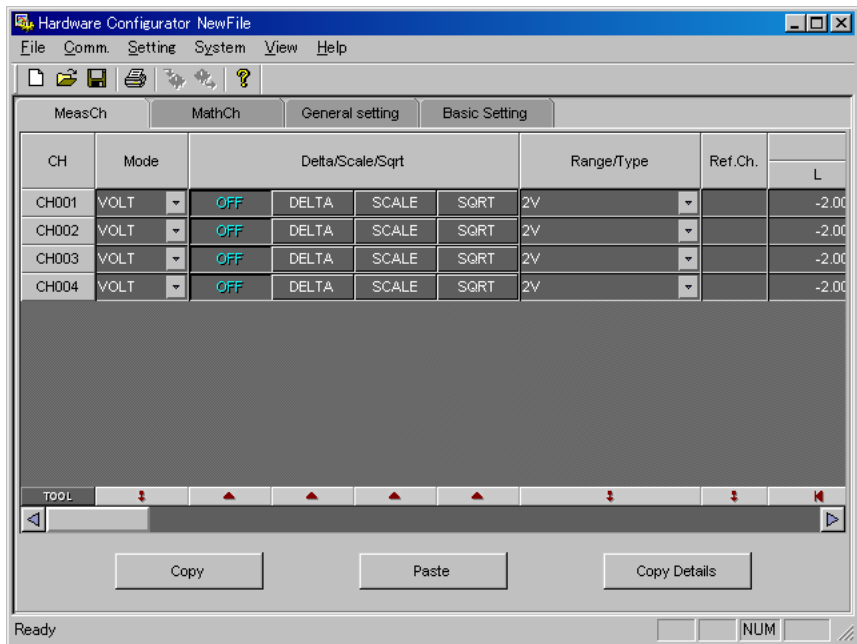 Hardware Configurator NewFile
File Comm. Setting System View Help
MeasCh MathCh General setting Basic Setting
CH Mode Delta/Scale/Sqrt Range/Type Ref.Ch. L
CH001 VOLT OFF DELTA SCALE SQRT 2V -2.00
CH002 VOLT OFF DELTA SCALE SQRT 2V -2.00
CH003 VOLT OFF DELTA SCALE SQRT 2V -2.00
CH004 VOLT OFF DELTA SCALE SQRT 2V -2.00
TOOL
Copy Paste Copy Details
Ready NUM